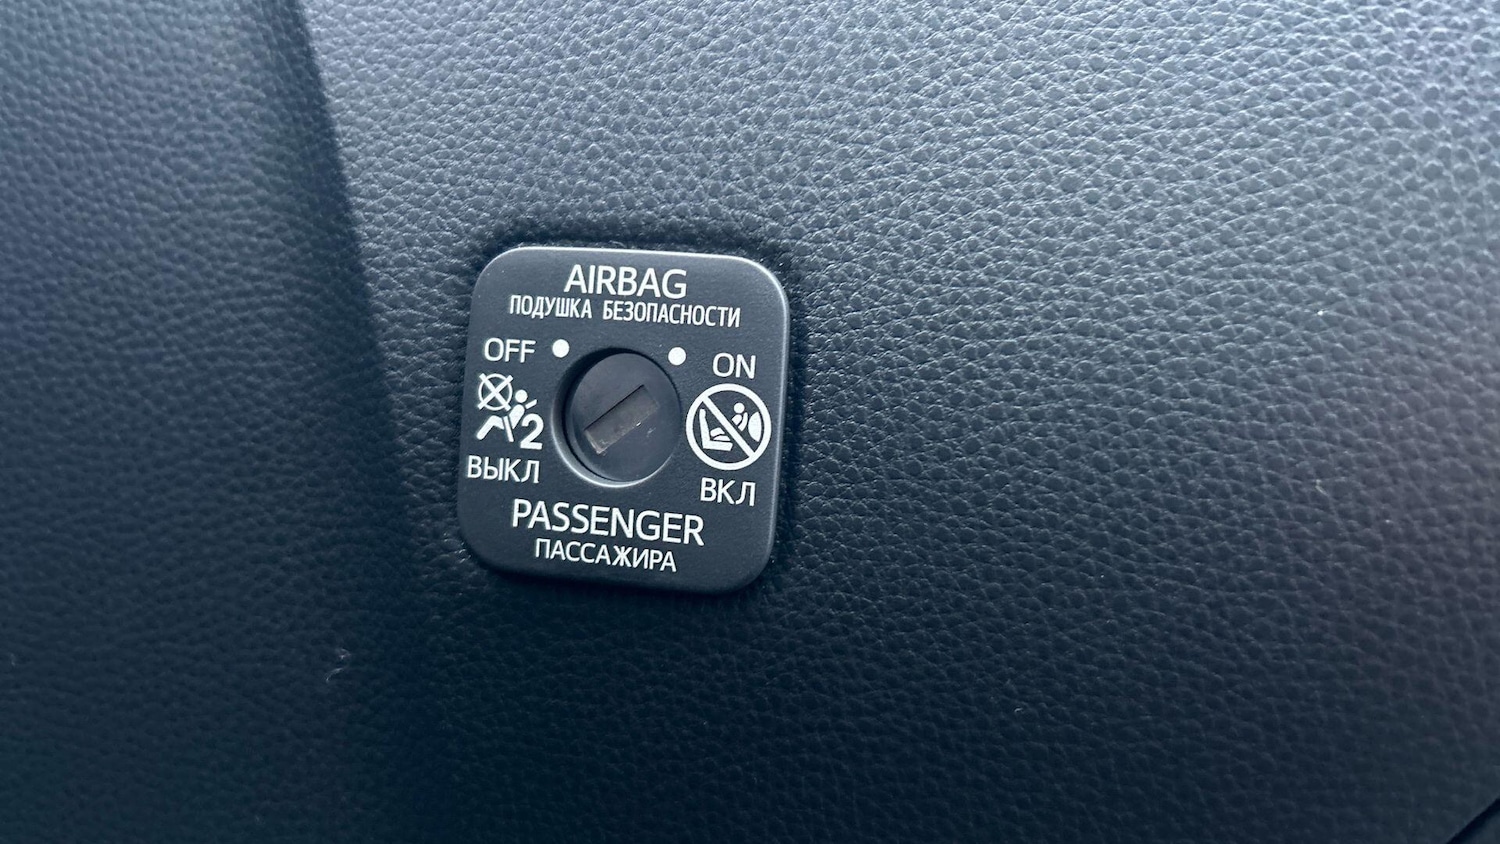 AIRBAG
ПОДУШКА БЕЗОПАСНОСТИ
OFF
ON
2
ВЫКЛ
ВКЛ
PASSENGER
ПАССАЖИРА